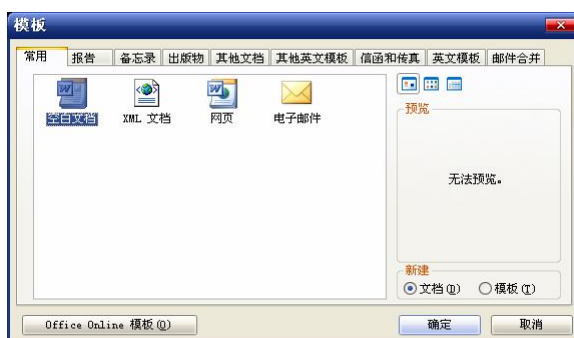 模板
常用 报告 备忘录 出版物 其他文档 其他英文模板 信函和传真 英文模板 邮件合并
空白文档 XML 文档 网页 电子邮件
预览
无法预览。
新建
文档(D) 模板(T)
Office Online 模板(O) 确定 取消